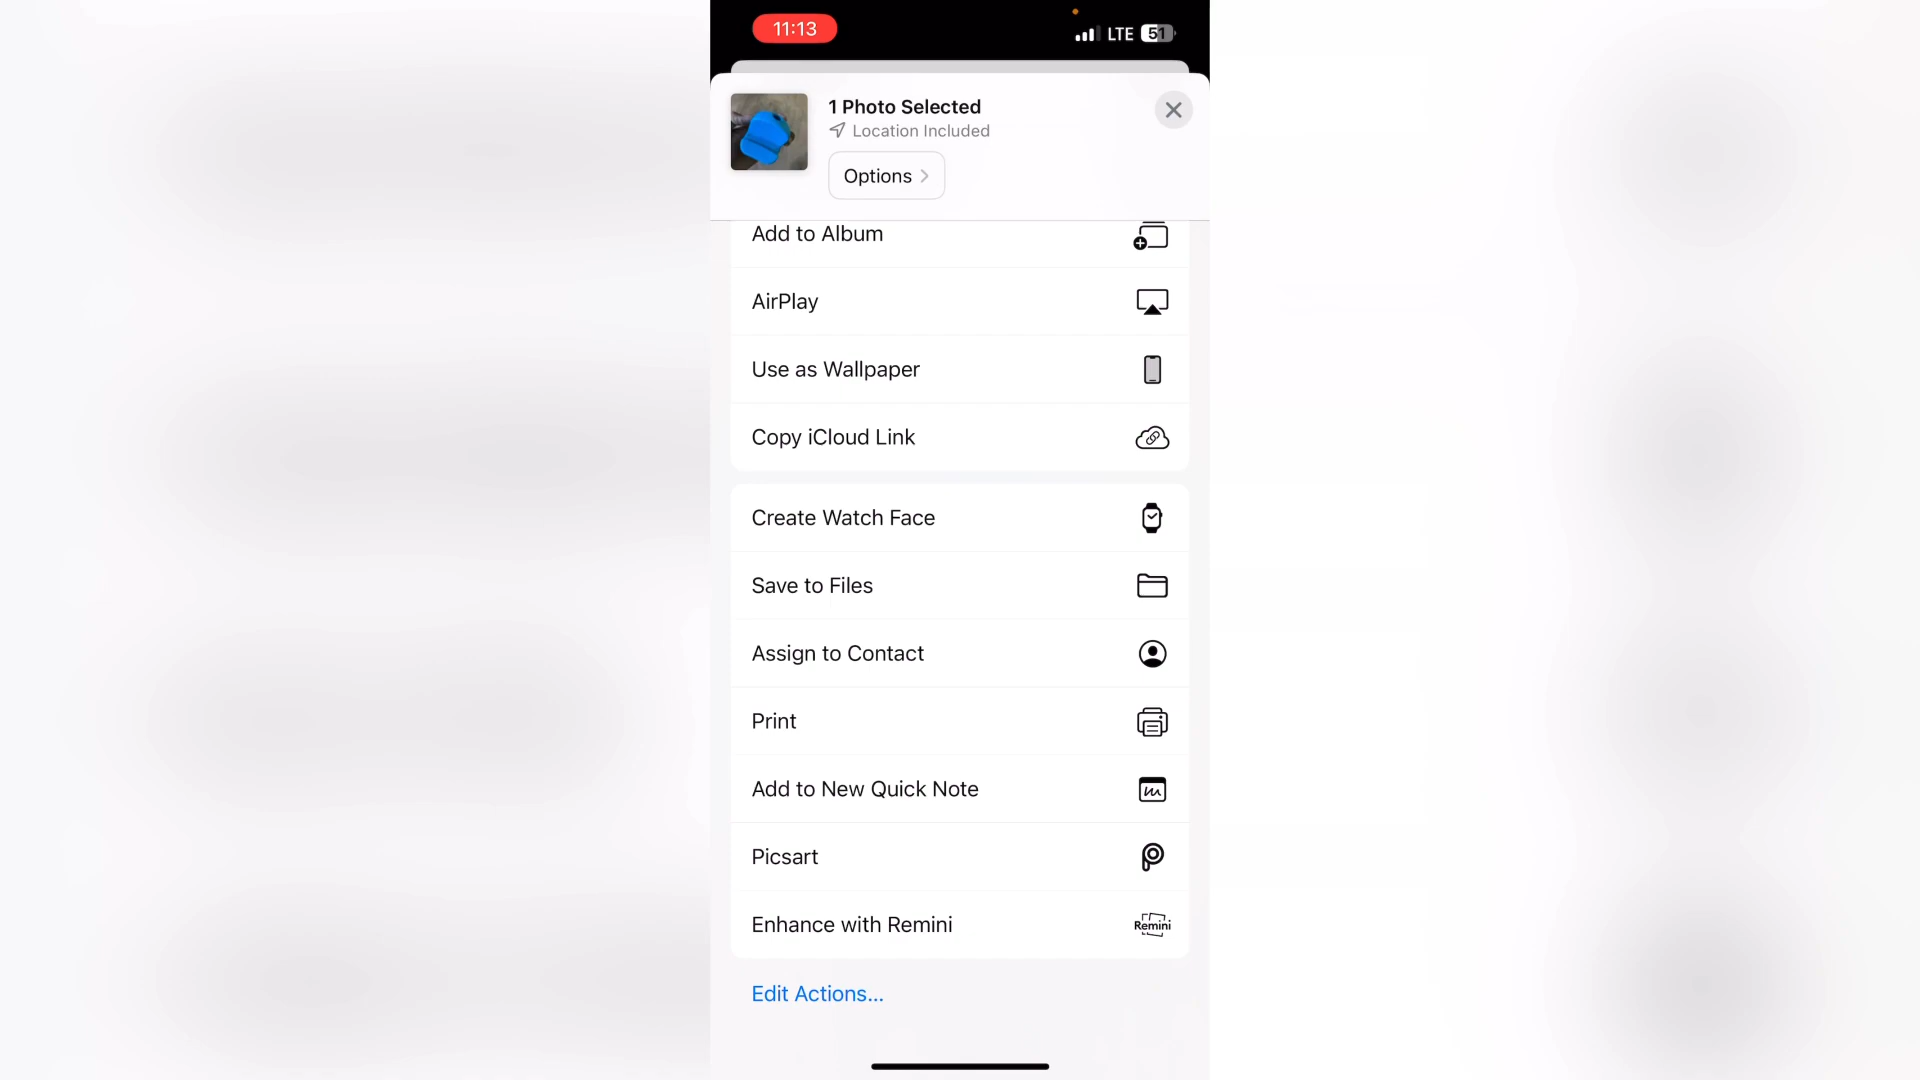 11:13
LTE 51
1 Photo Selected
Location Included
Options
Add to Album
AirPlay
Use as Wallpaper
Copy iCloud Link
Create Watch Face
Save to Files
Assign to Contact
Print
Add to New Quick Note
Picsart
Enhance with Remini
Remini
Edit Actions...